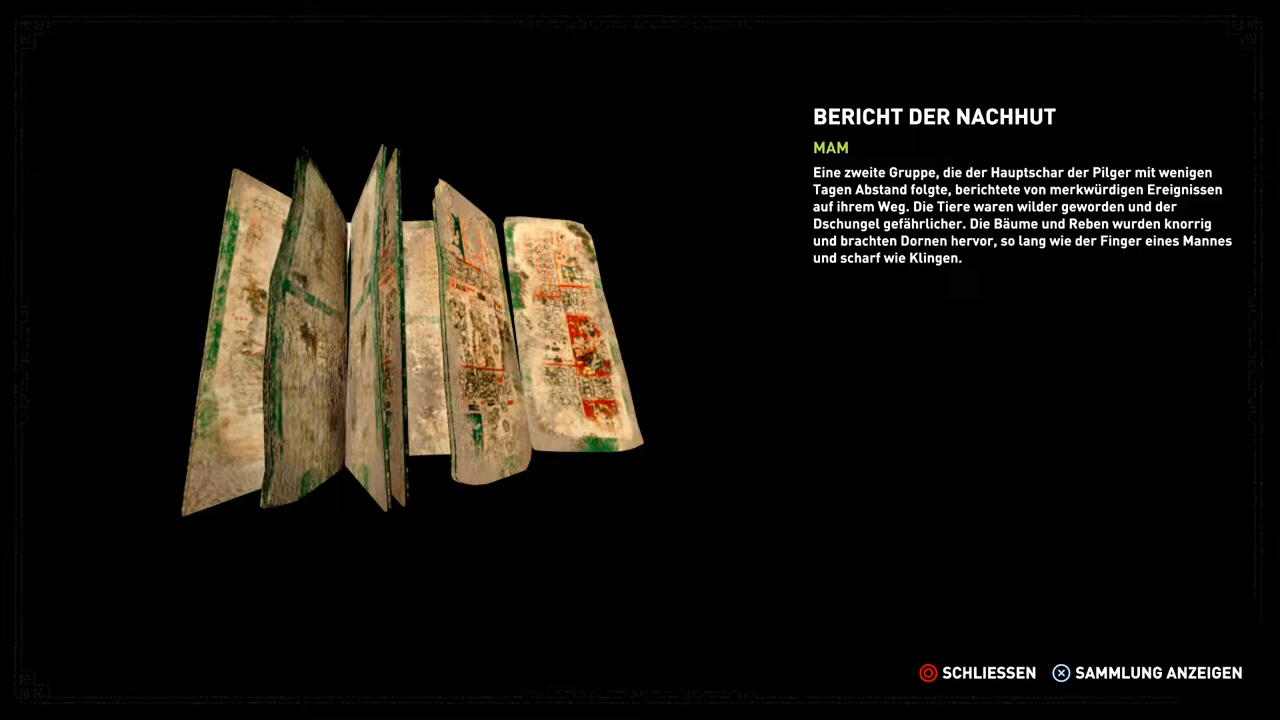 BERICHT DER NACHHUT
MAM
Eine zweite Gruppe, die der Hauptschar der Pilger mit wenigen
Tagen Abstand folgte, berichtete von merkwürdigen Ereignissen
auf ihrem Weg. Die Tiere waren wilder geworden und der
Dschungel gefährlicher. Die Bäume und Reben wurden knorrig
und brachten Dornen hervor, so lang wie der Finger eines Mannes
und scharf wie Klingen.
SCHLIESSEN SAMMLUNG ANZEIGEN